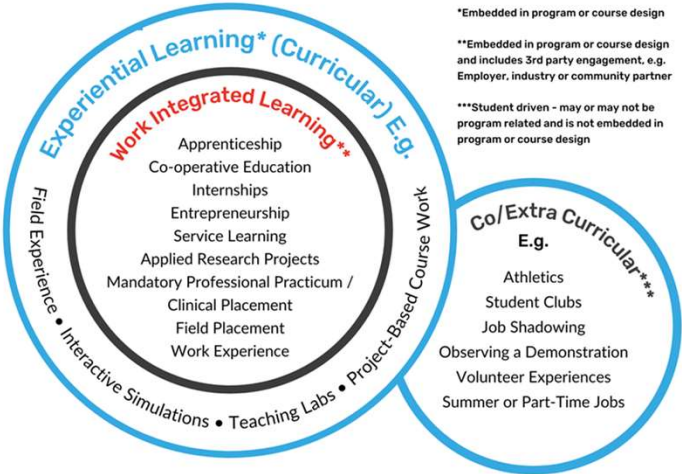 Experiential Learning* (Curricular) E.g.
Work Integrated Learning**
Apprenticeship
Co-operative Education
Internships
Entrepreneurship
Service Learning
Applied Research Projects
Mandatory Professional Practicum /
Clinical Placement
Field Placement
Work Experience
Field Experience • Interactive Simulations • Teaching Labs • Project-Based Course Work
*Embedded in program or course design
**Embedded in program or course design
and includes 3rd party engagement, e.g.
Employer, industry or community partner
***Student driven - may or may not be
program related and is not embedded in
program or course design
Co/Extra Curricular***
E.g.
Athletics
Student Clubs
Job Shadowing
Observing a Demonstration
Volunteer Experiences
Summer or Part-Time Jobs